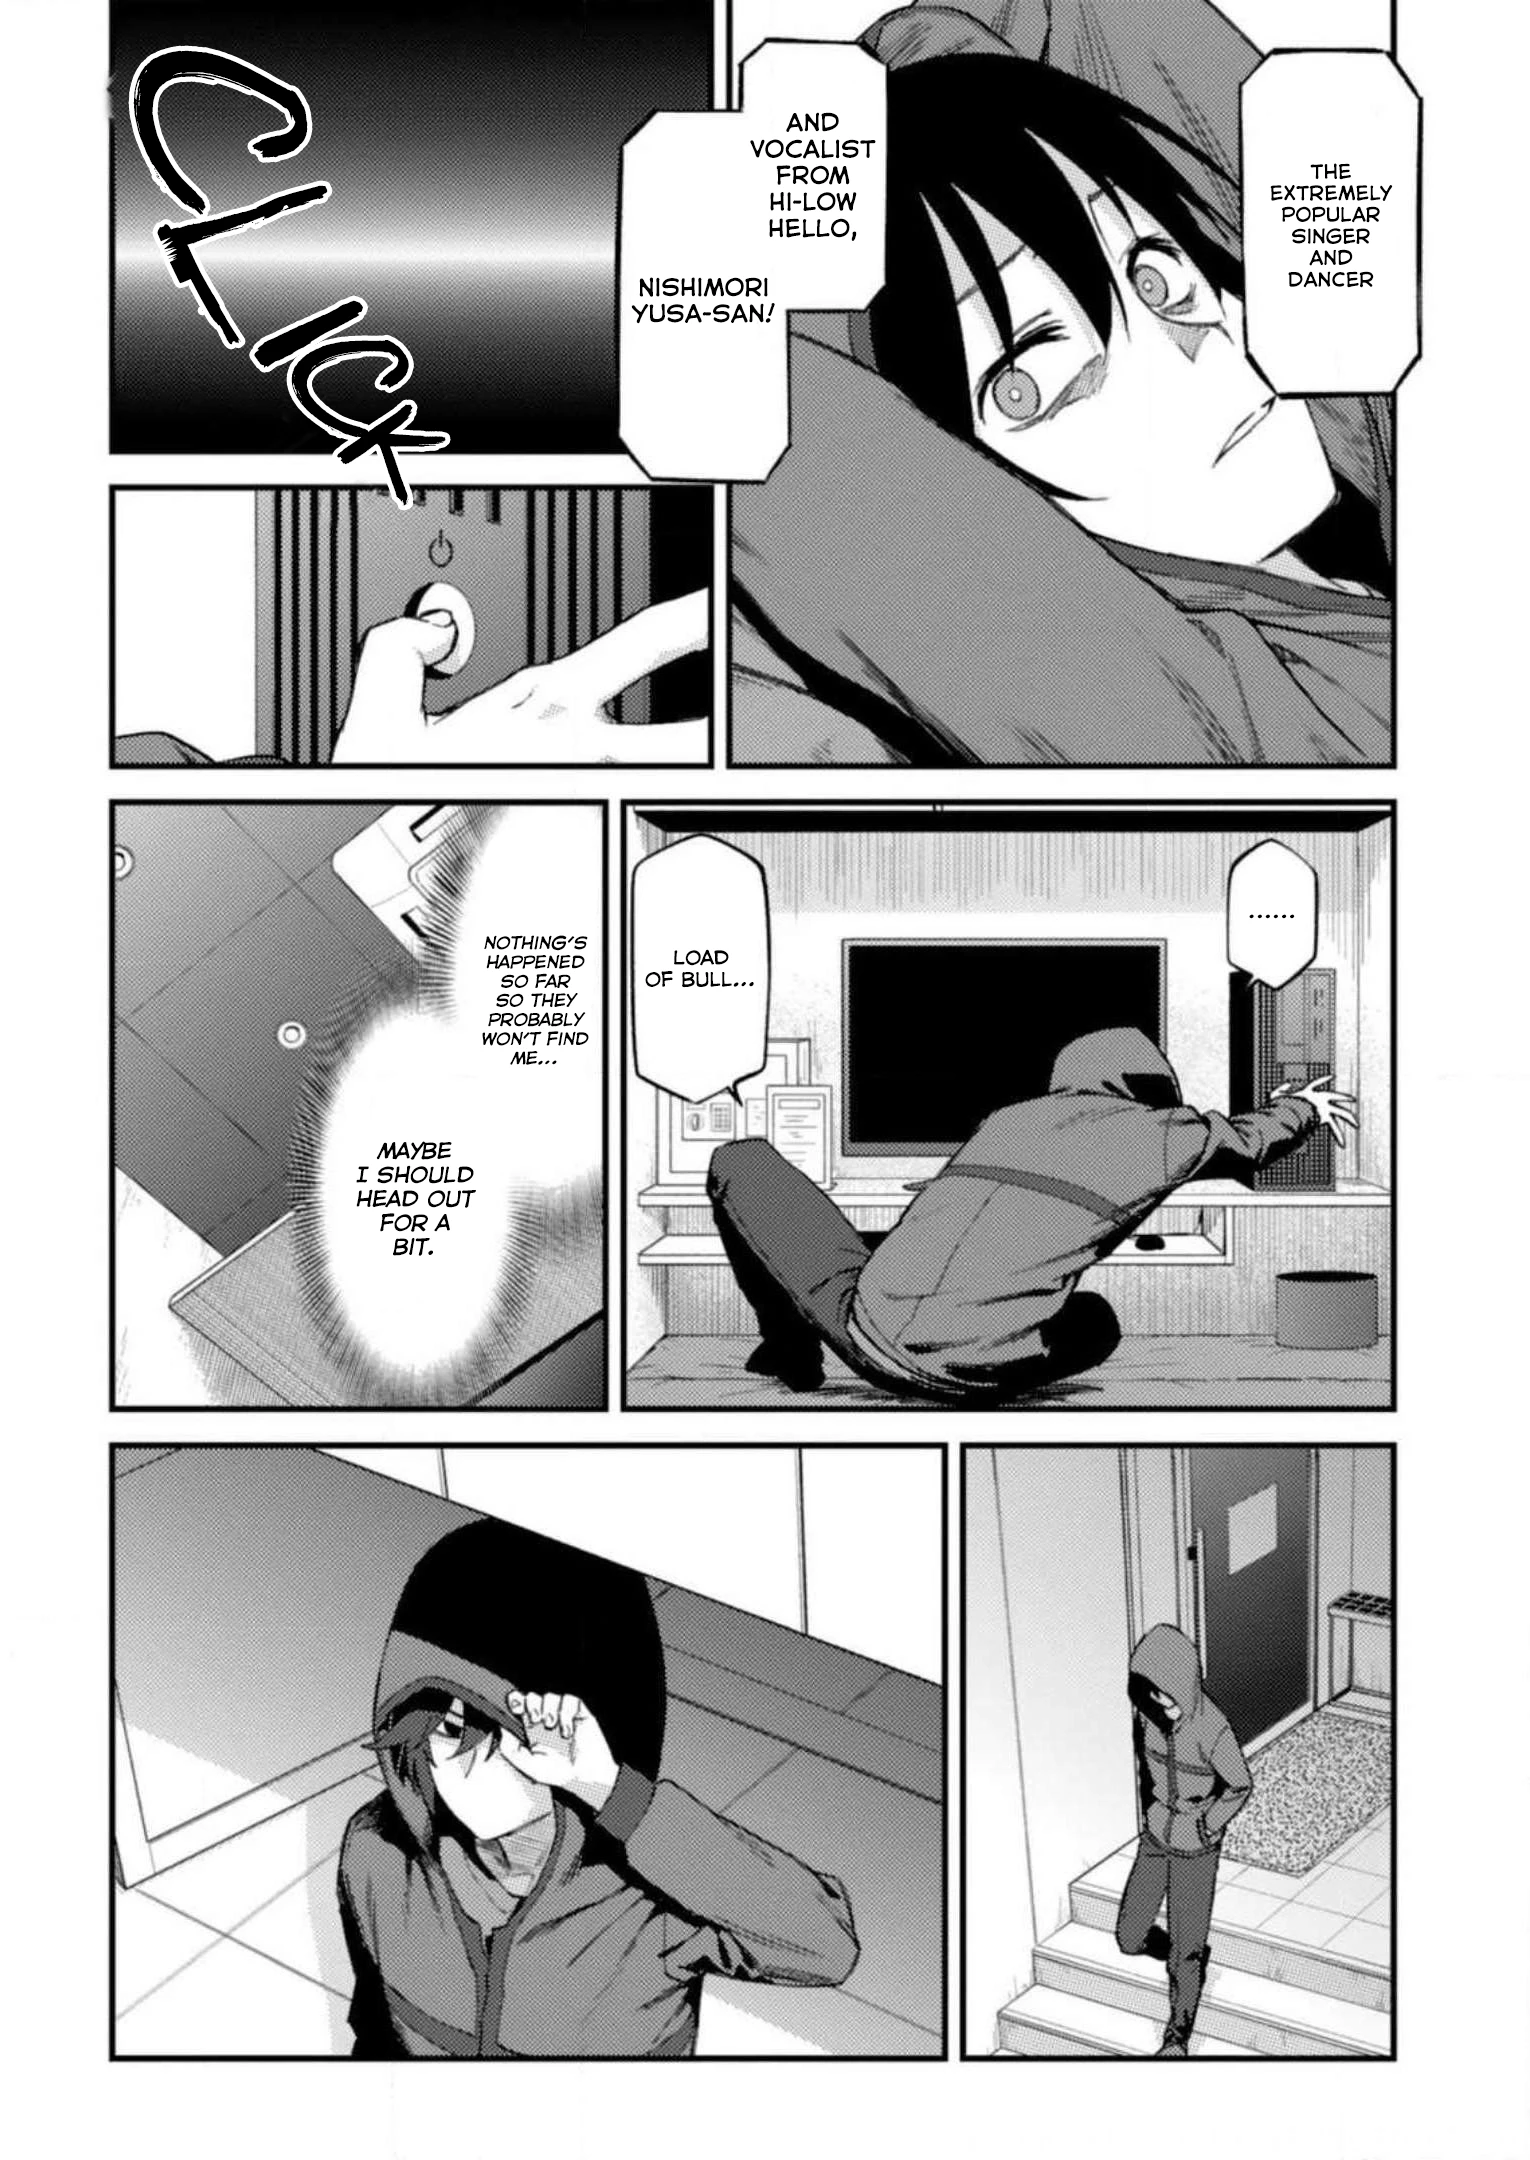 THE
EXTREMELY
POPULAR
SINGER
AND
DANCER
AND
VOCALIST
FROM
HI-LOW
HELLO,
NISHIMORI
YUSA-SAN!
CLICK
......
LOAD
OF BULL...
NOTHING'S
HAPPENED
SO FAR
SO THEY
PROBABLY
WON'T FIND
ME...
MAYBE
I SHOULD
HEAD OUT
FOR A
BIT.